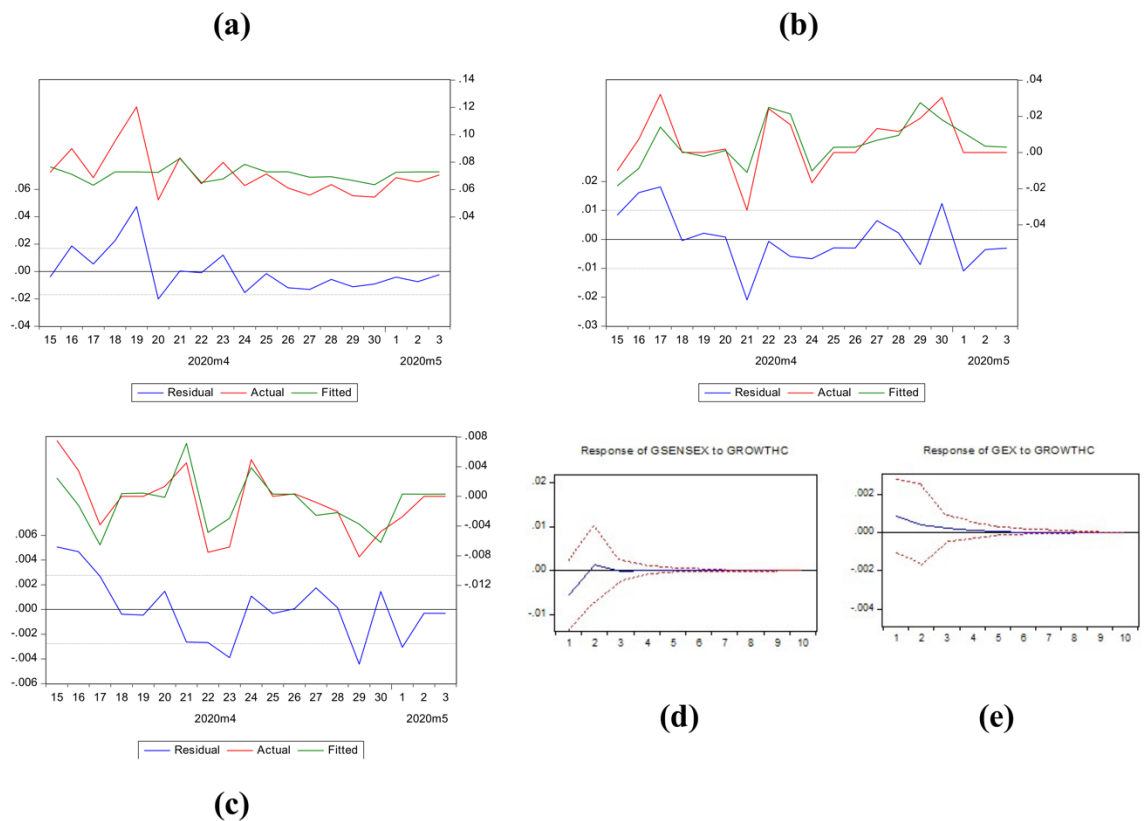 (a)
(b)
.14
.12
.10
.08
.06
.04
.06
.04
.02
.00
-.02
-.04
15 16 17 18 19 20 21 22 23 24 25 26 27 28 29 30 1 2 3
2020m4 2020m5
Residual Actual Fitted
.04
.02
.00
-.02
-.04
.02
.01
.00
-.01
-.02
-.03
15 16 17 18 19 20 21 22 23 24 25 26 27 28 29 30 1 2 3
2020m4 2020m5
Residual Actual Fitted
.008
.004
.000
-.004
-.008
-.012
.006
.004
.002
.000
-.002
-.004
-.006
15 16 17 18 19 20 21 22 23 24 25 26 27 28 29 30 1 2 3
2020m4 2020m5
Residual Actual Fitted
(c)
Response of GSENSEX to GROWTHC
.02
.01
.00
-.01
1 2 3 4 5 6 7 8 9 10
(d)
Response of GEX to GROWTHC
.002
.000
-.002
-.004
1 2 3 4 5 6 7 8 9 10
(e)